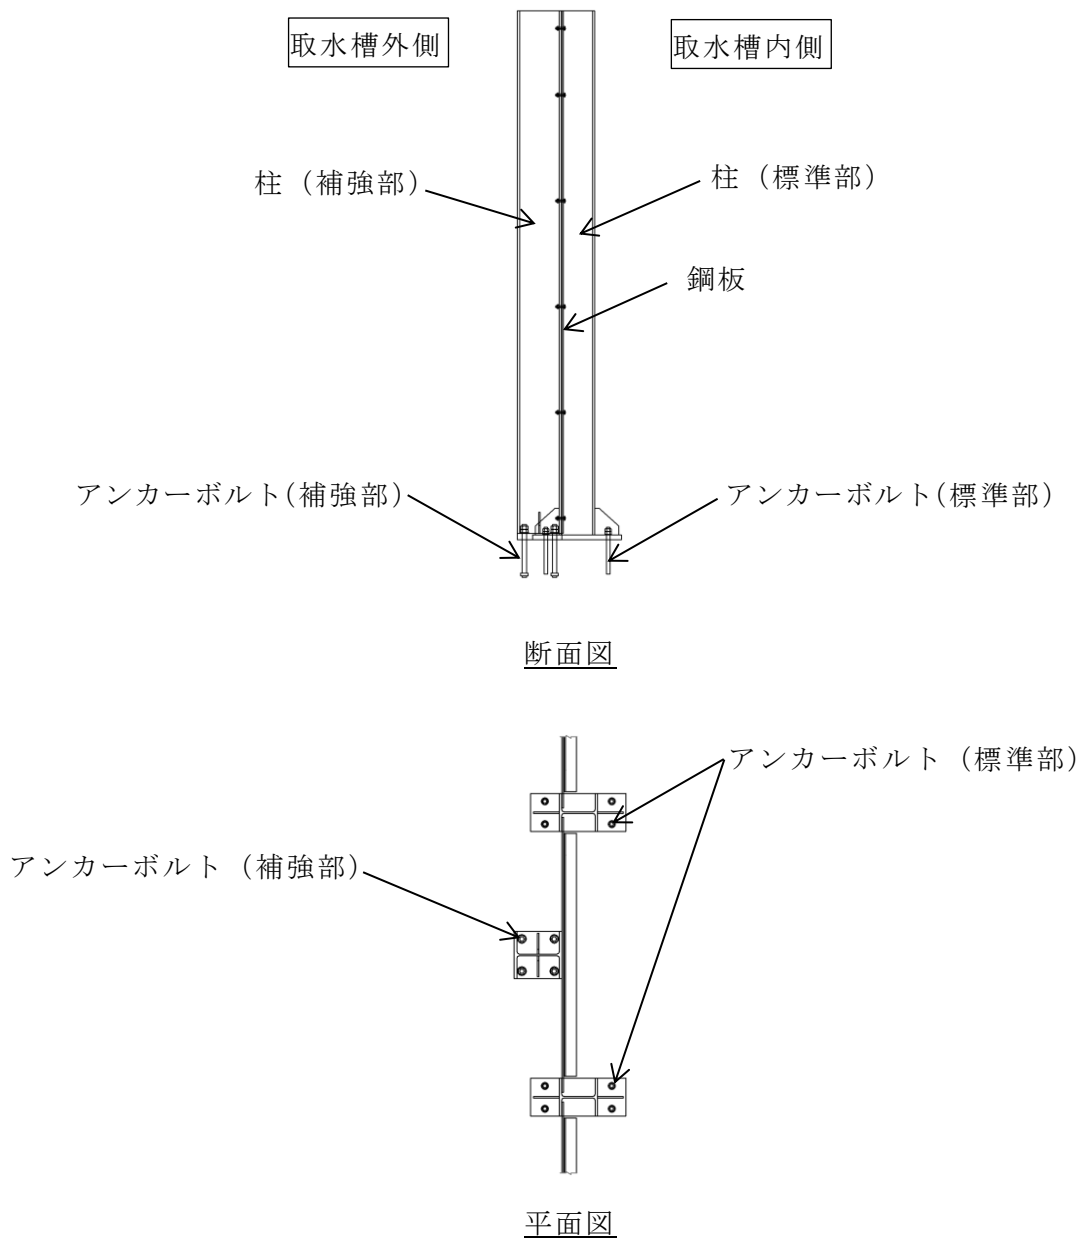 取水槽外側
取水槽内側
柱（補強部）
柱（標準部）
鋼板
アンカーボルト(補強部)
アンカーボルト(標準部)
断面図
アンカーボルト（標準部）
アンカーボルト（補強部）
平面図